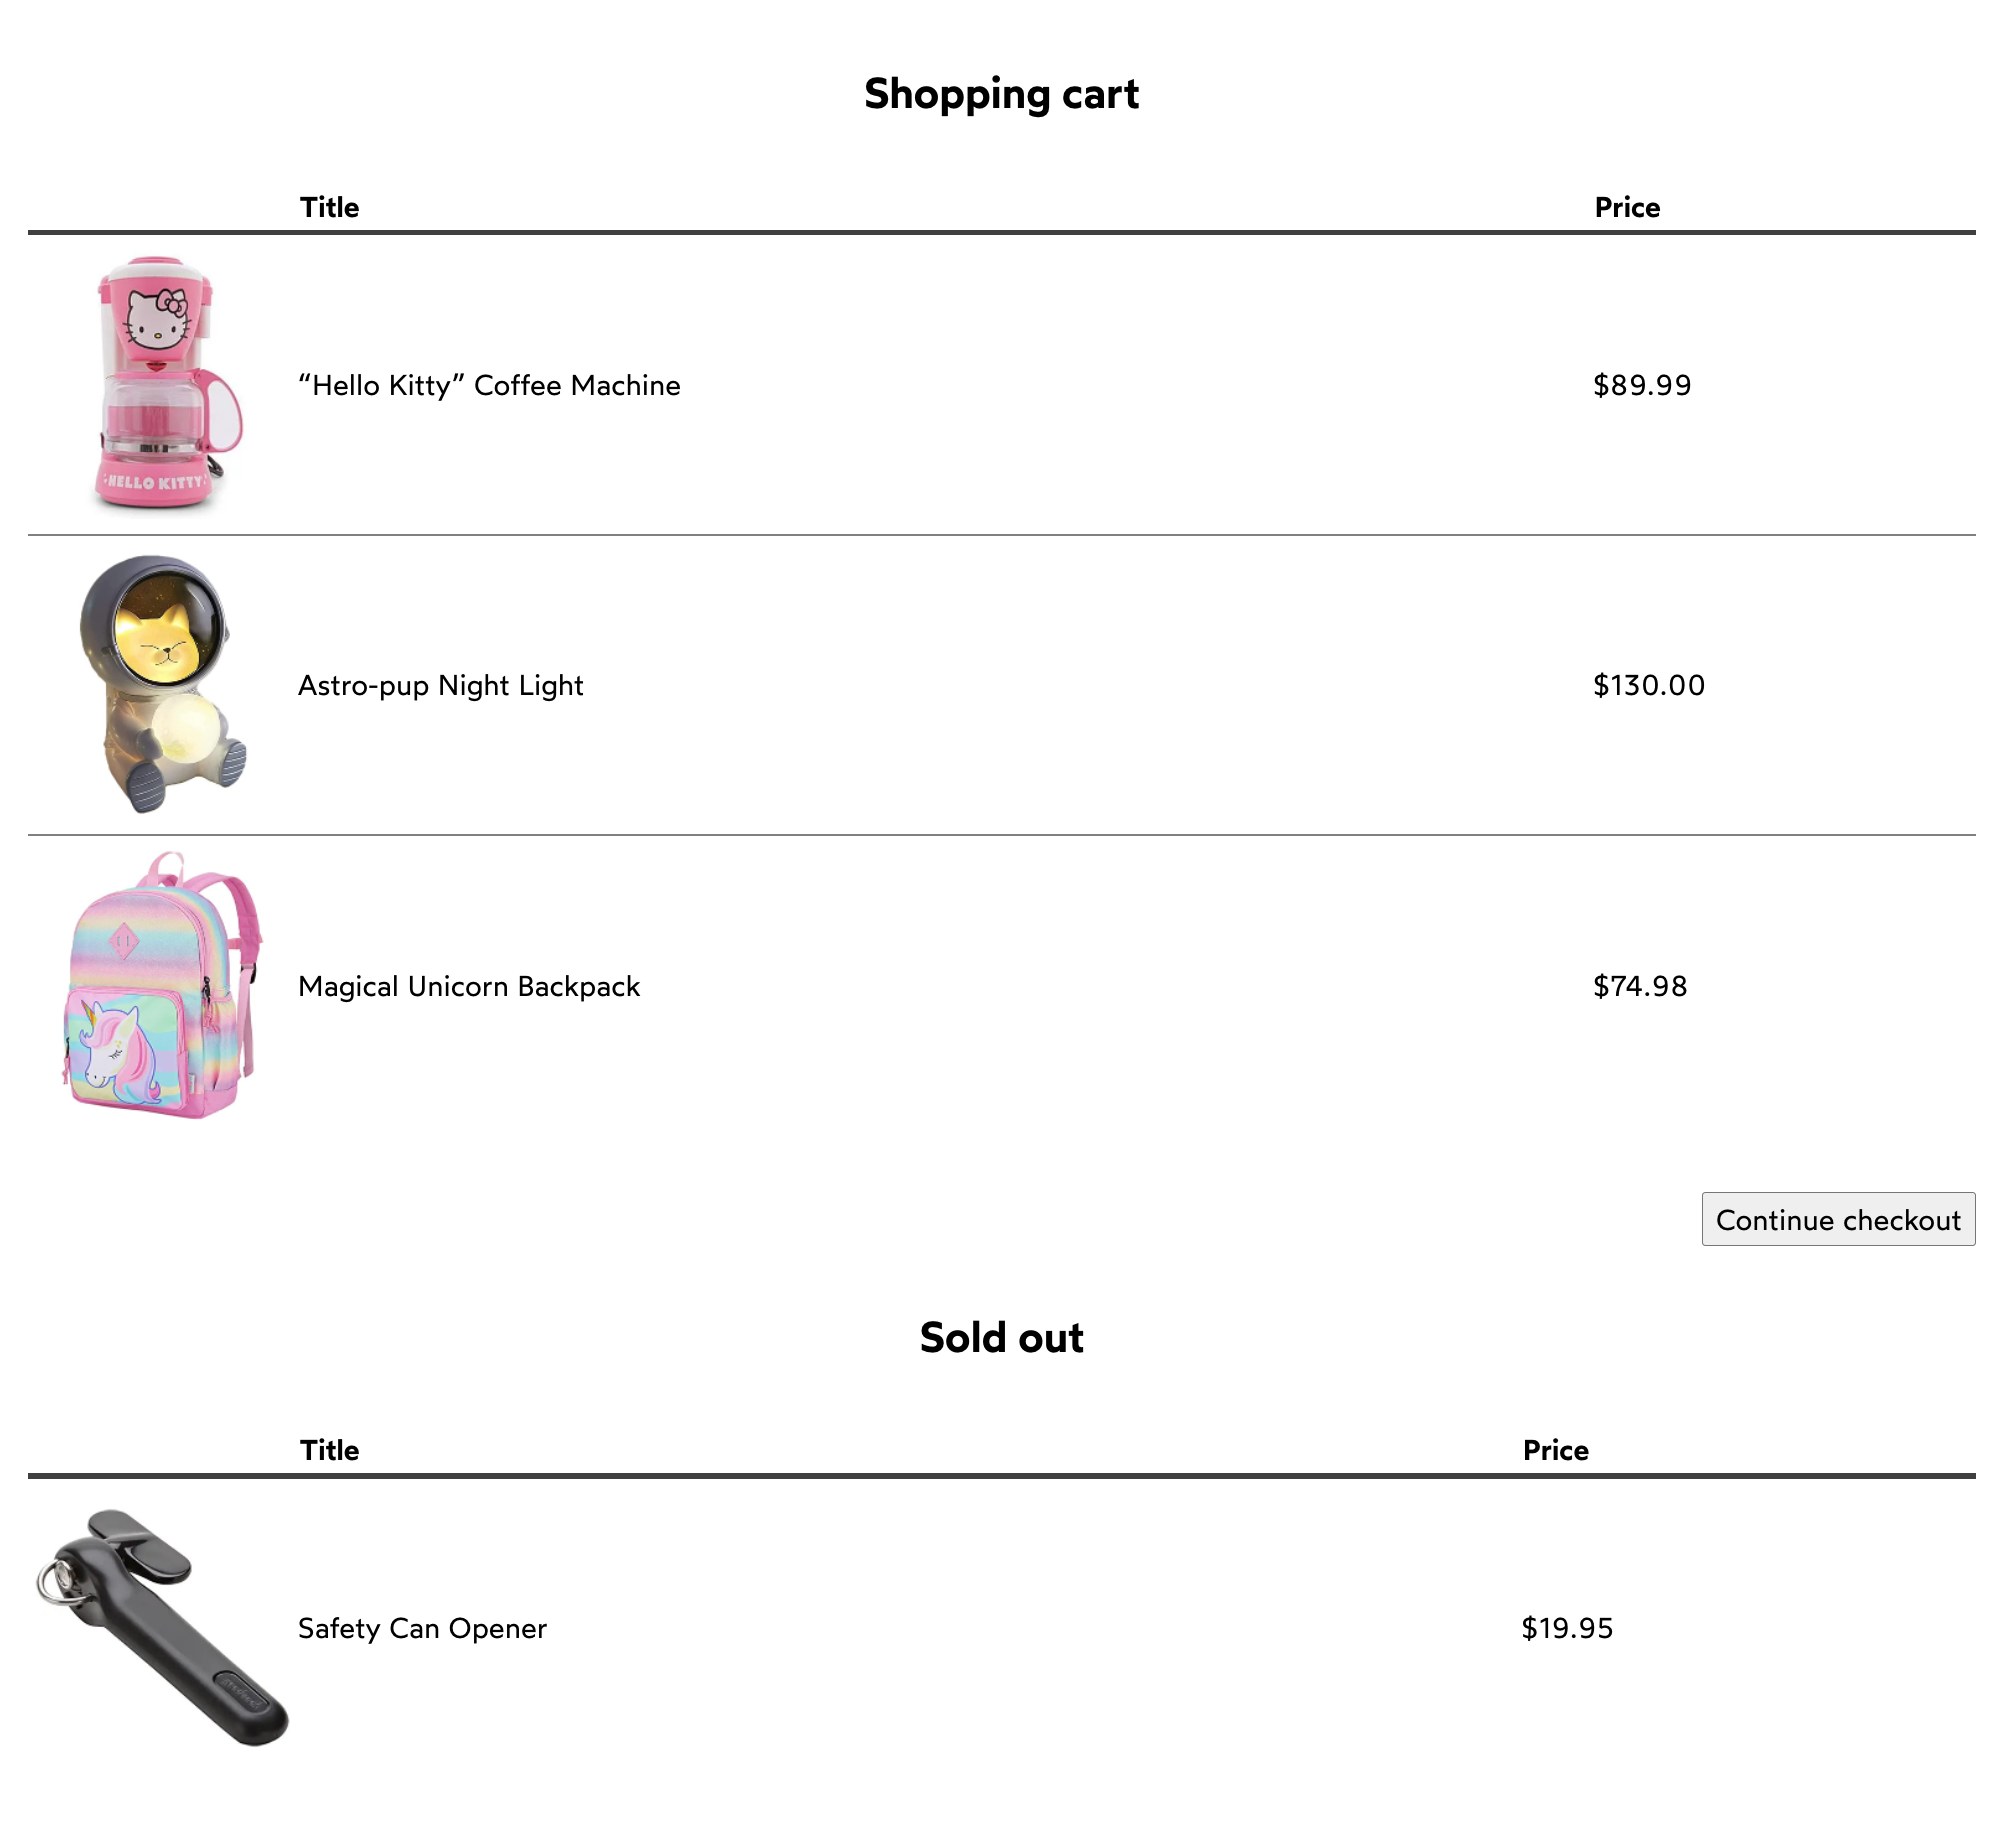 Shopping cart
Title Price
HELLO KITTY
“Hello Kitty” Coffee Machine $89.99
Astro-pup Night Light $130.00
Magical Unicorn Backpack $74.98
Continue checkout
Sold out
Title Price
Safety Can Opener $19.95